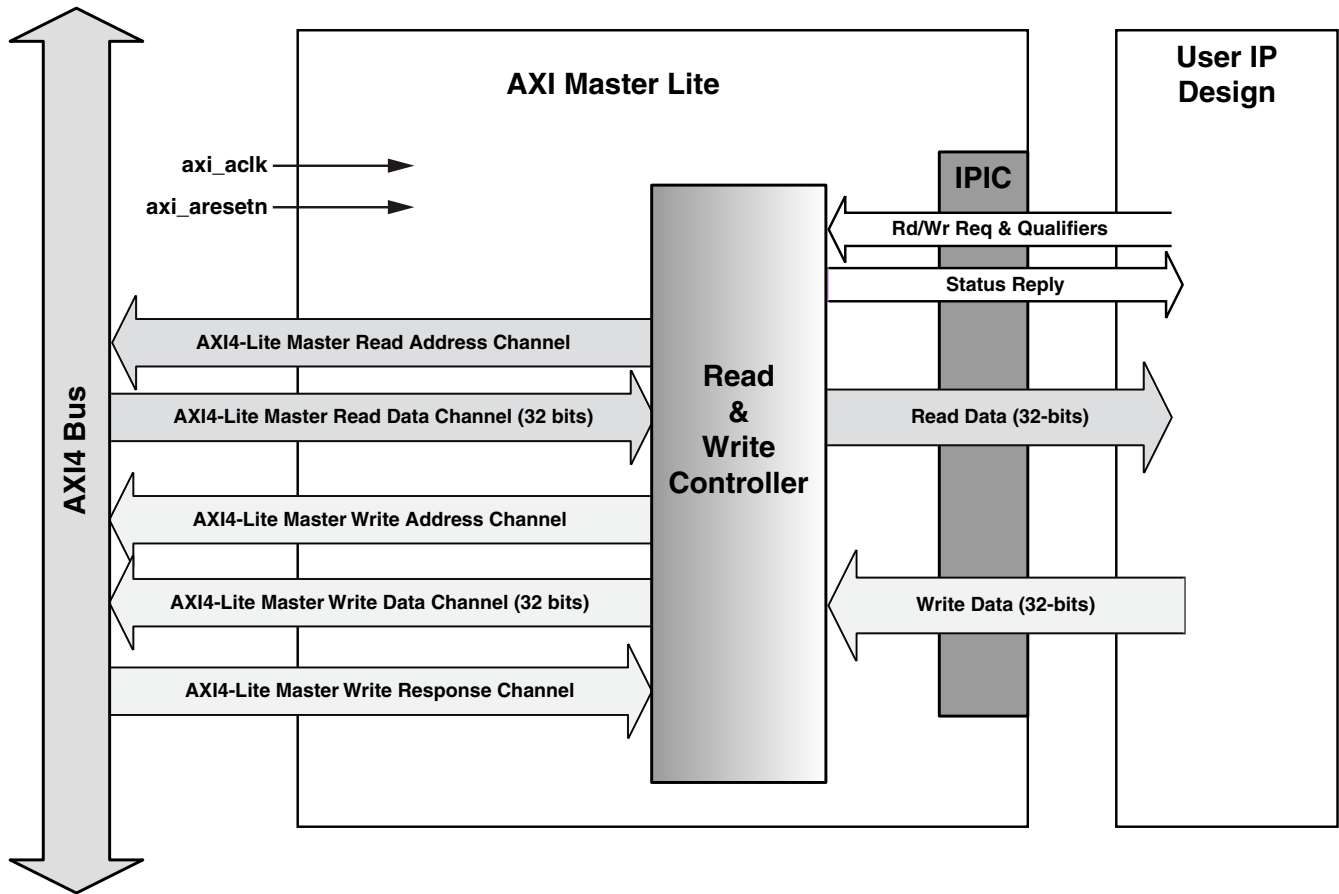 AXI Master Lite
User IP
Design
axi_aclk
axi_aresetn
IPIC
Rd/Wr Req & Qualifiers
Status Reply
AXI4 Bus
AXI4-Lite Master Read Address Channel
AXI4-Lite Master Read Data Channel (32 bits)
AXI4-Lite Master Write Address Channel
AXI4-Lite Master Write Data Channel (32 bits)
AXI4-Lite Master Write Response Channel
Read
&
Write
Controller
Read Data (32-bits)
Write Data (32-bits)